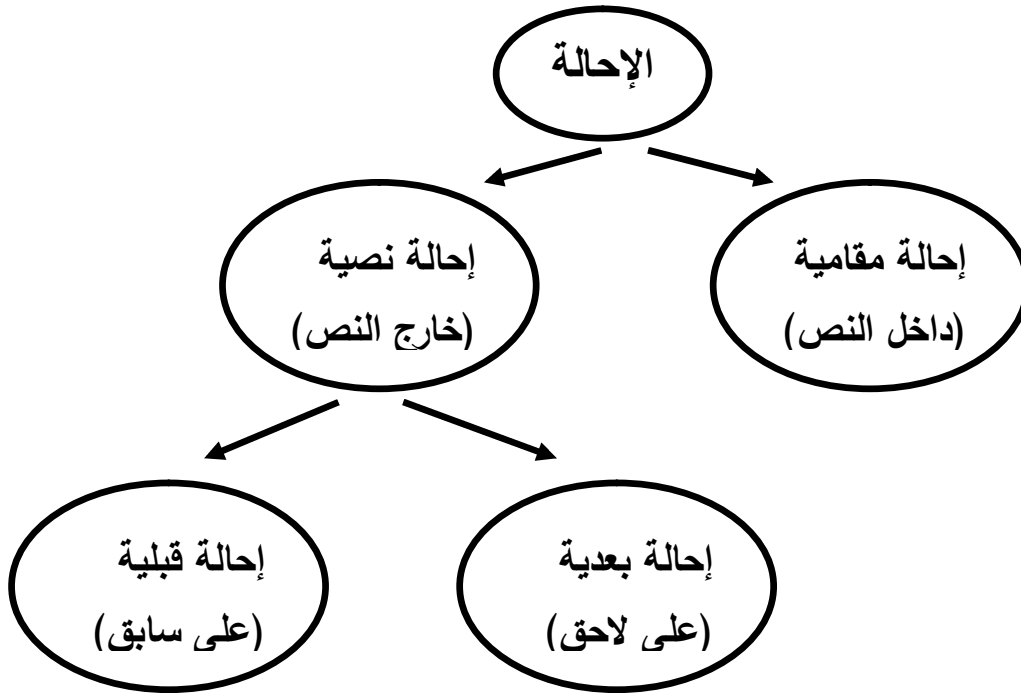 الإحالة
إحالة مقامية
(داخل النص)
إحالة نصية
(خارج النص)
إحالة بعدية
(على لاحق)
إحالة قبلية
(على سابق)